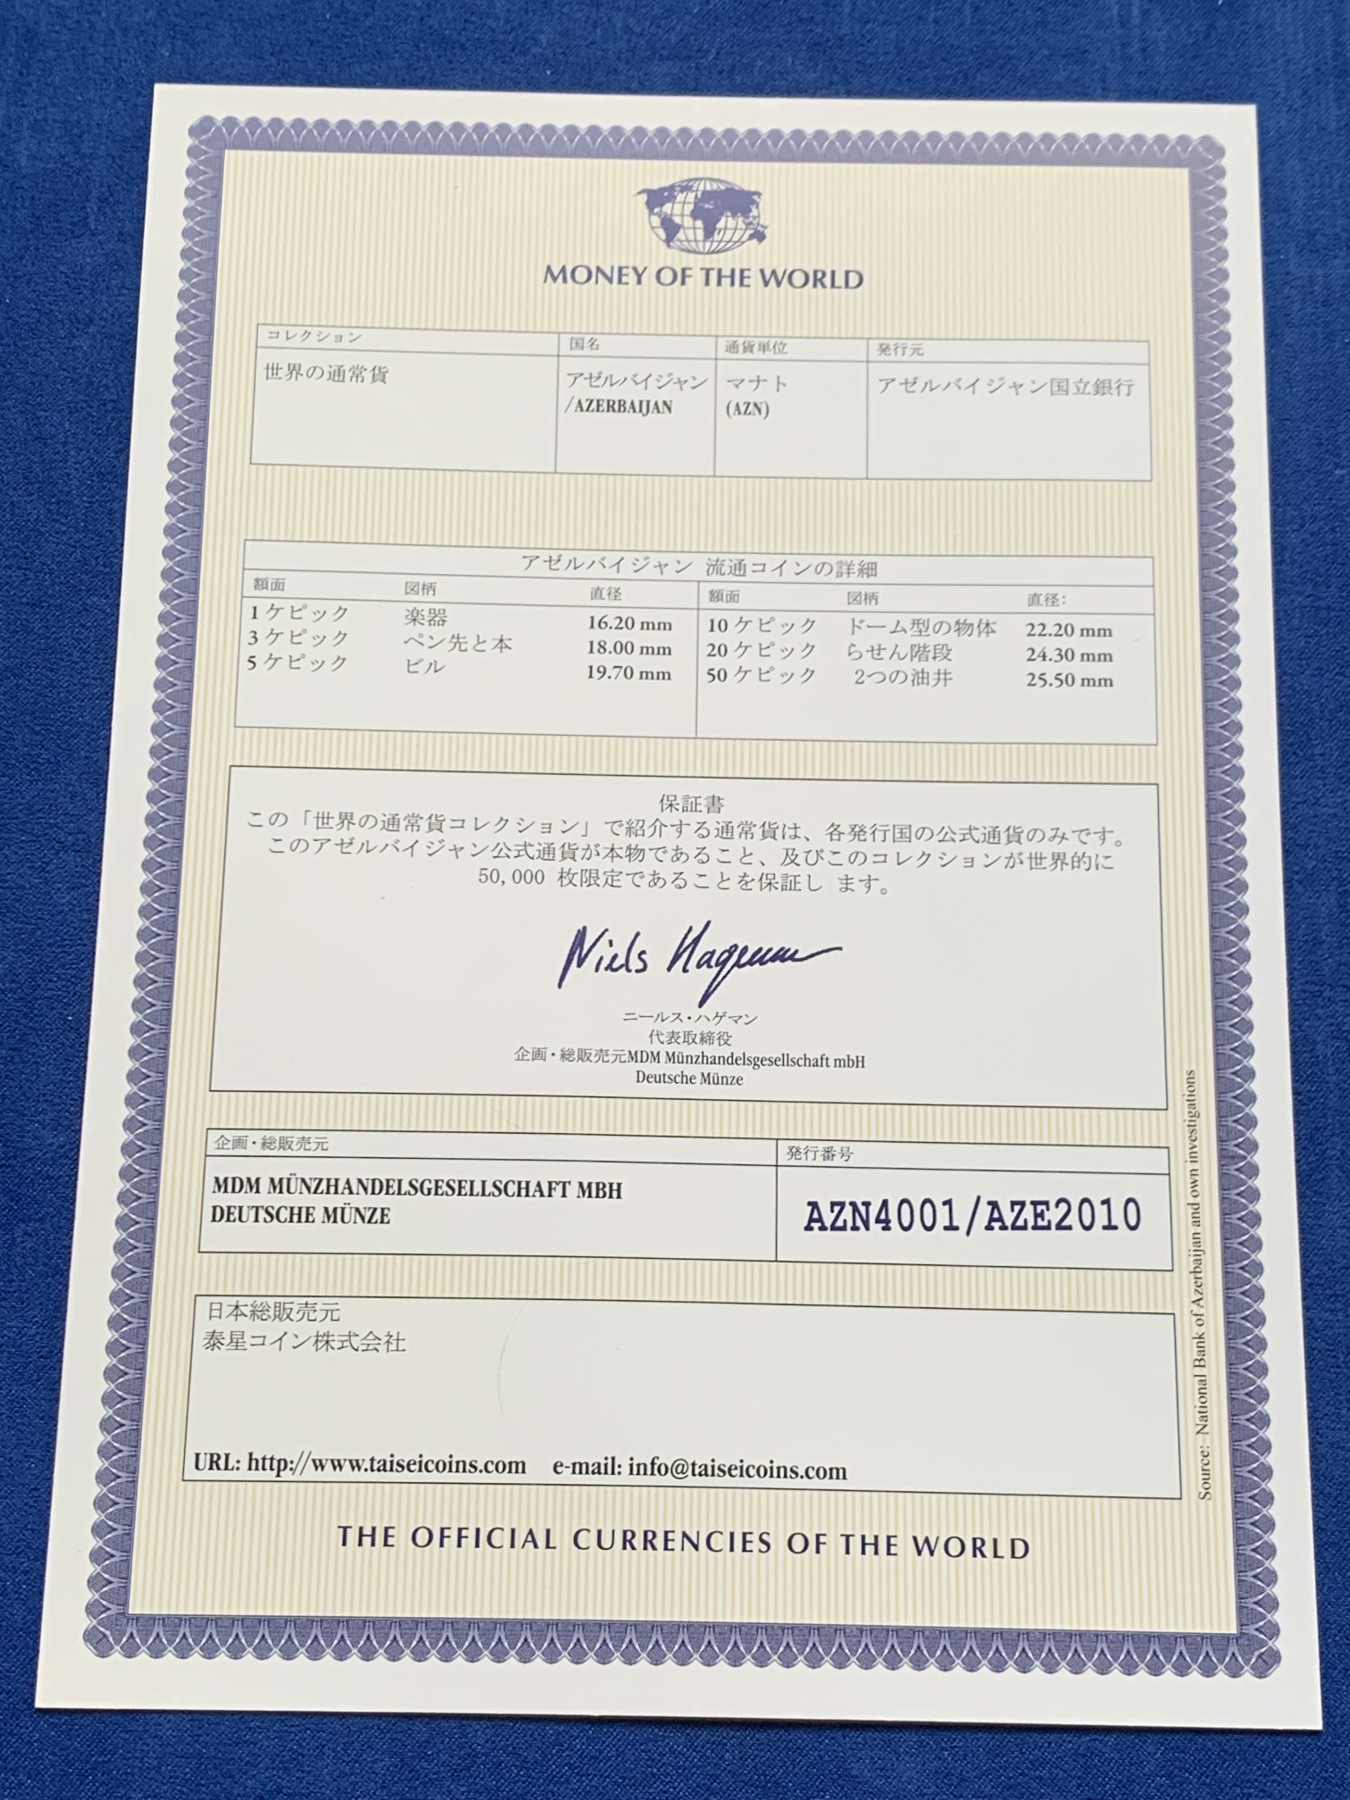 MONEY OF THE WORLD
コレクション 国名 通貨単位 発行元
世界の通常貨 アゼルバイジャン マナト アゼルバイジャン国立銀行
/AZERBAIJAN (AZN)
アゼルバイジャン 流通コインの詳細
額面 図柄 直径 額面 図柄 直径:
1 ケピック 楽器 16.20 mm 10 ケピック ドーム型の物体 22.20 mm
3 ケピック ペン先と本 18.00 mm 20 ケピック らせん階段 24.30 mm
5 ケピック ビル 19.70 mm 50 ケピック 2つの油井 25.50 mm
保証書
この「世界の通常貨コレクション」で紹介する通常貨は、各発行国の公式通貨のみです。
このアゼルバイジャン公式通貨が本物であること、及びこのコレクションが世界的に
50,000 枚限定であることを保証し ます。
Niels Hagemann
ニールス・ハゲマン
代表取締役
企画・総販売元MDM Münzhandelsgesellschaft mbH
Deutsche Münze
企画・総販売元 発行番号
MDM MÜNZHANDELSGESELLSCHAFT MBH
DEUTSCHE MÜNZE
AZN4001/AZE2010
日本総販売元
泰星コイン株式会社
URL: http://www.taiseicoins.com e-mail: info@taiseicoins.com
THE OFFICIAL CURRENCIES OF THE WORLD
Source: National Bank of Azerbaijan and own investigations